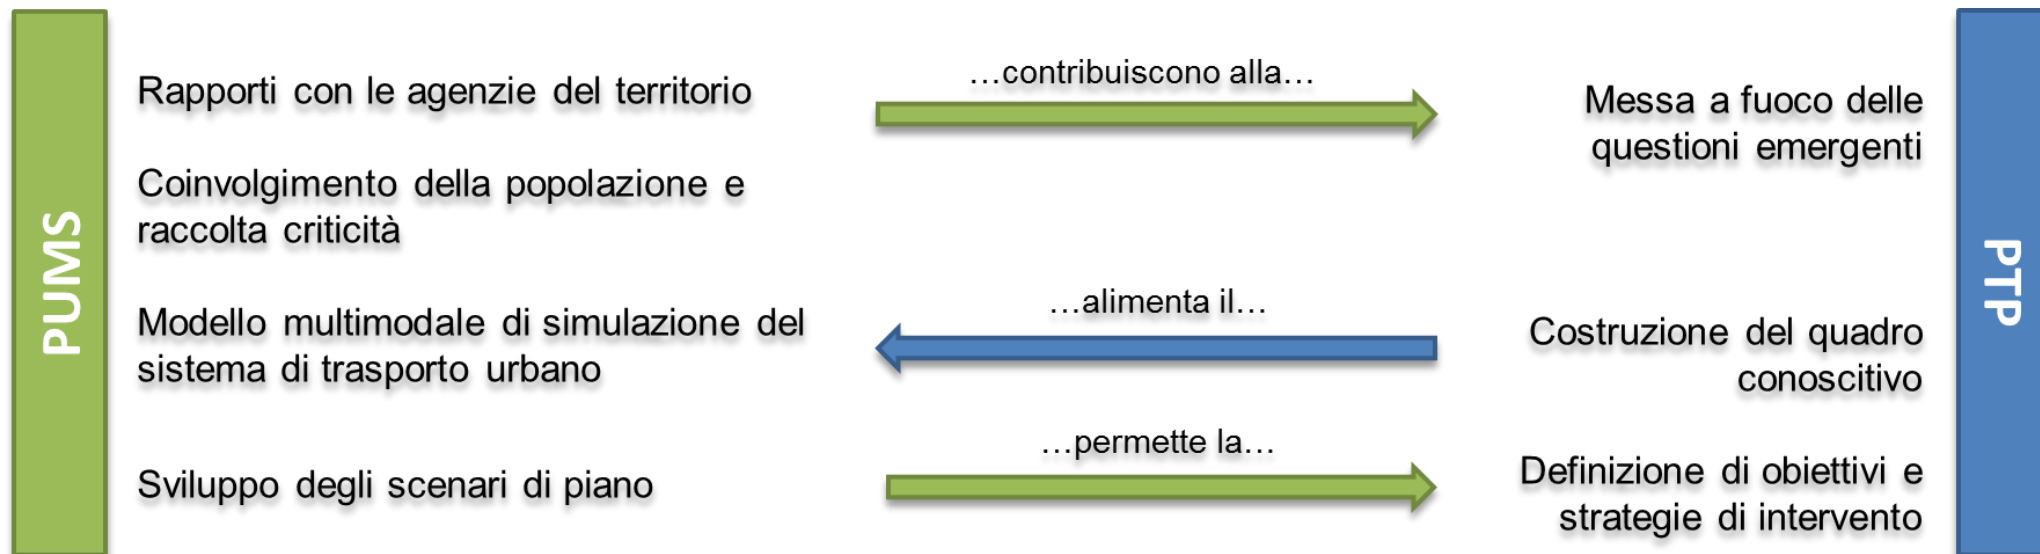 PUMS
Rapporti con le agenzie del territorio
…contribuiscono alla…
Messa a fuoco delle
questioni emergenti
Coinvolgimento della popolazione e
raccolta criticità
Modello multimodale di simulazione del
sistema di trasporto urbano
…alimenta il…
Costruzione del quadro
conoscitivo
Sviluppo degli scenari di piano
…permette la…
Definizione di obiettivi e
strategie di intervento
PTP